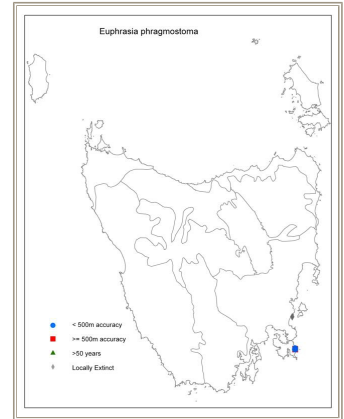 Euphrasia phragmostoma
< 500m accuracy
>= 500m accuracy
>50 years
Locally Extinct